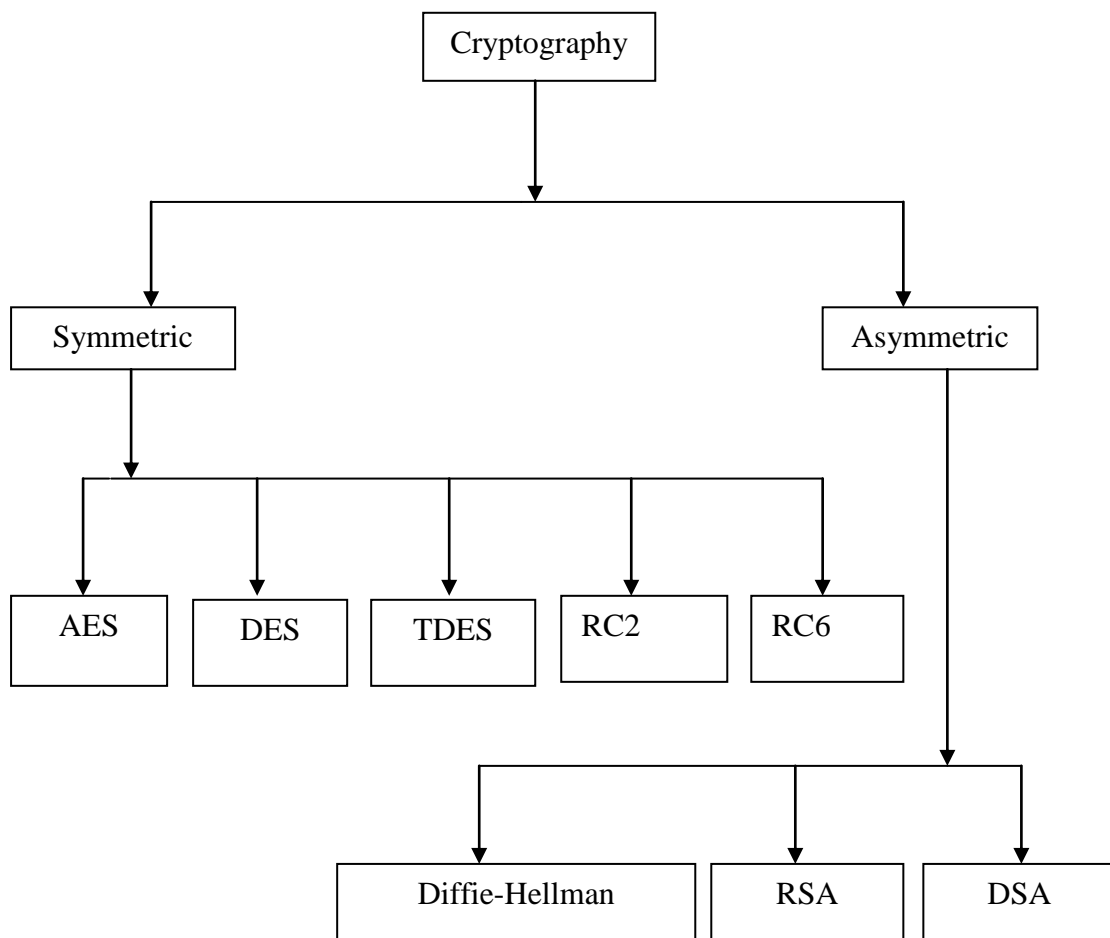 Cryptography
Symmetric
Asymmetric
AES
DES
TDES
RC2
RC6
Diffie-Hellman
RSA
DSA